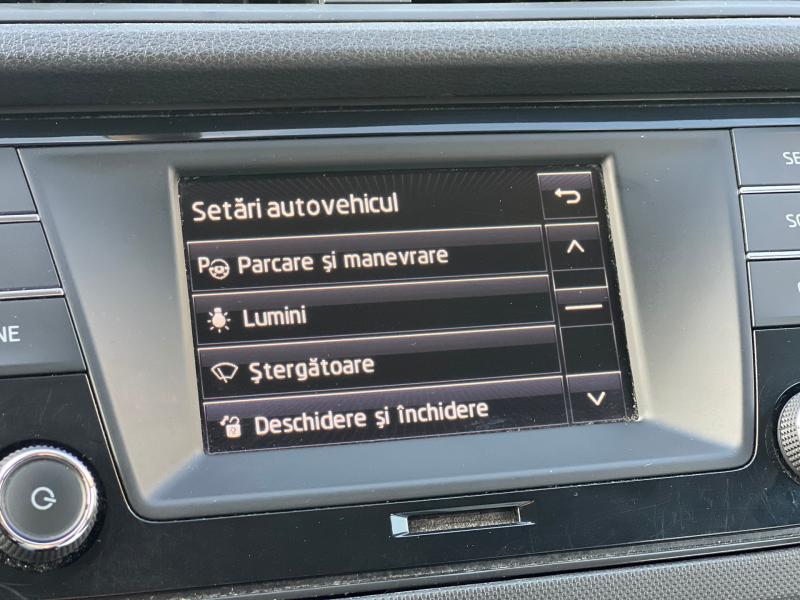 Setări autovehicul
Parcare și manevrare
Lumini
Ștergătoare
Deschidere și închidere